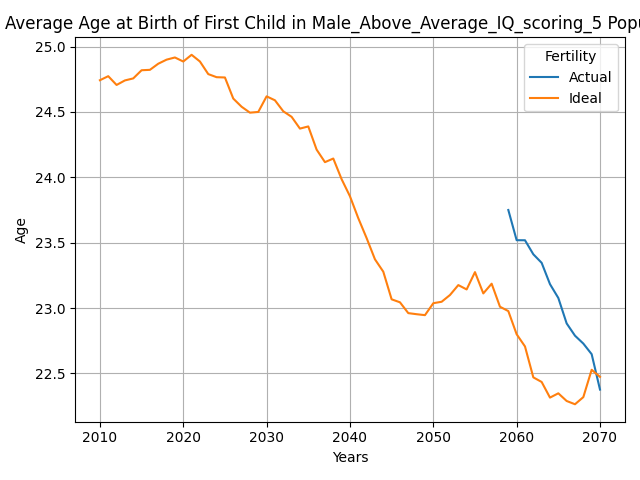 Average Age at Birth of First Child in Male_Above_Average_IQ_scoring_5
Fertility
Actual
Ideal
25.0
24.5
24.0
23.5
23.0
22.5
Age
2010 2020 2030 2040 2050 2060 2070
Years